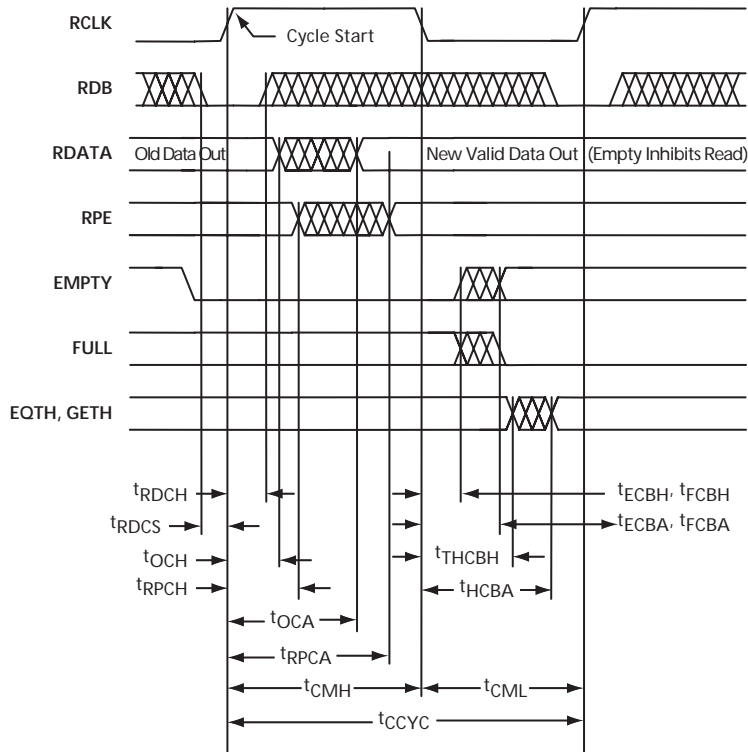 RCLK
Cycle Start
RDB
RDATA Old Data Out New Valid Data Out (Empty Inhibits Read)
RPE
EMPTY
FULL
EQTH, GETH
tRDCH tECBH, tFCBH
tRDCS tECBA, tFCBA
tOCH tTHCBH
tRPCH tHCBA
tOCA
tRPCA
tCMH tCML
tCCYC